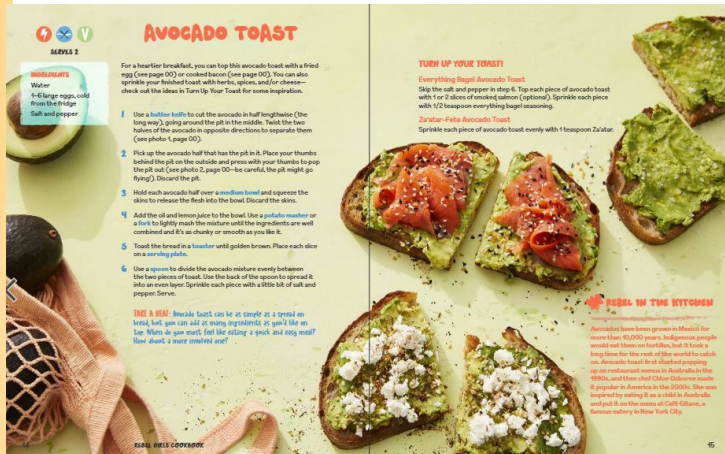 AVOCADO TOAST
V
SERVES 2
INGREDIENTS
Water
4–6 large eggs, cold
from the fridge
Salt and pepper
For a heartier breakfast, you can top this avocado toast with a fried
egg (see page 00) or cooked bacon (see page 00). You can also
sprinkle your finished toast with herbs, spices, and/or cheese—
check out the ideas in Turn Up Your Toast for some inspiration.
1 Use a butter knife to cut the avocado in half lengthwise (the
long way), going around the pit in the middle. Twist the two
halves of the avocado in opposite directions to separate them
(see photo 1, page 00).
2 Pick up the avocado half that has the pit in it. Place your thumbs
behind the pit on the outside and press with your thumbs to pop
the pit out (see photo 2, page 00—be careful, the pit might go
flying!). Discard the pit.
3 Hold each avocado half over a medium bowl and squeeze the
skins to release the flesh into the bowl. Discard the skins.
4 Add the oil and lemon juice to the bowl. Use a potato masher or
a fork to lightly mash the mixture until the ingredients are well
combined and it's as chunky or smooth as you like it.
5 Toast the bread in a toaster until golden brown. Place each slice
on a serving plate.
6 Use a spoon to divide the avocado mixture evenly between
the two pieces of toast. Use the back of the spoon to spread it
into an even layer. Sprinkle each piece with a little bit of salt and
pepper. Serve.
TAKE A BEAT: Avocado toast can be as simple as a spread on
bread, but you can add as many ingredients as you'd like on
top. When do you most feel like eating a quick and easy meal?
How about a more involved one?
REBEL GIRLS COOKBOOK
TURN UP YOUR TOAST!
Everything Bagel Avocado Toast
Skip the salt and pepper in step 6. Top each piece of avocado toast
with 1 or 2 slices of smoked salmon (optional). Sprinkle each piece
with 1/2 teaspoon everything bagel seasoning.
Za'atar-Feta Avocado Toast
Sprinkle each piece of avocado toast evenly with 1 teaspoon Za'atar.
REBEL IN THE KITCHEN
Avocados have been grown in Mexico for
more than 10,000 years. Indigenous people
would eat them on tortillas, but it took a
long time for the rest of the world to catch
on. Avocado toast first started popping
up on restaurant menus in Australia in the
1990s, and then chef Chloe Osborne made
it popular in America in the 2000s. She was
inspired by eating it as a child in Australia
and put it on the menu at Café Gitane, a
famous eatery in New York City.
45